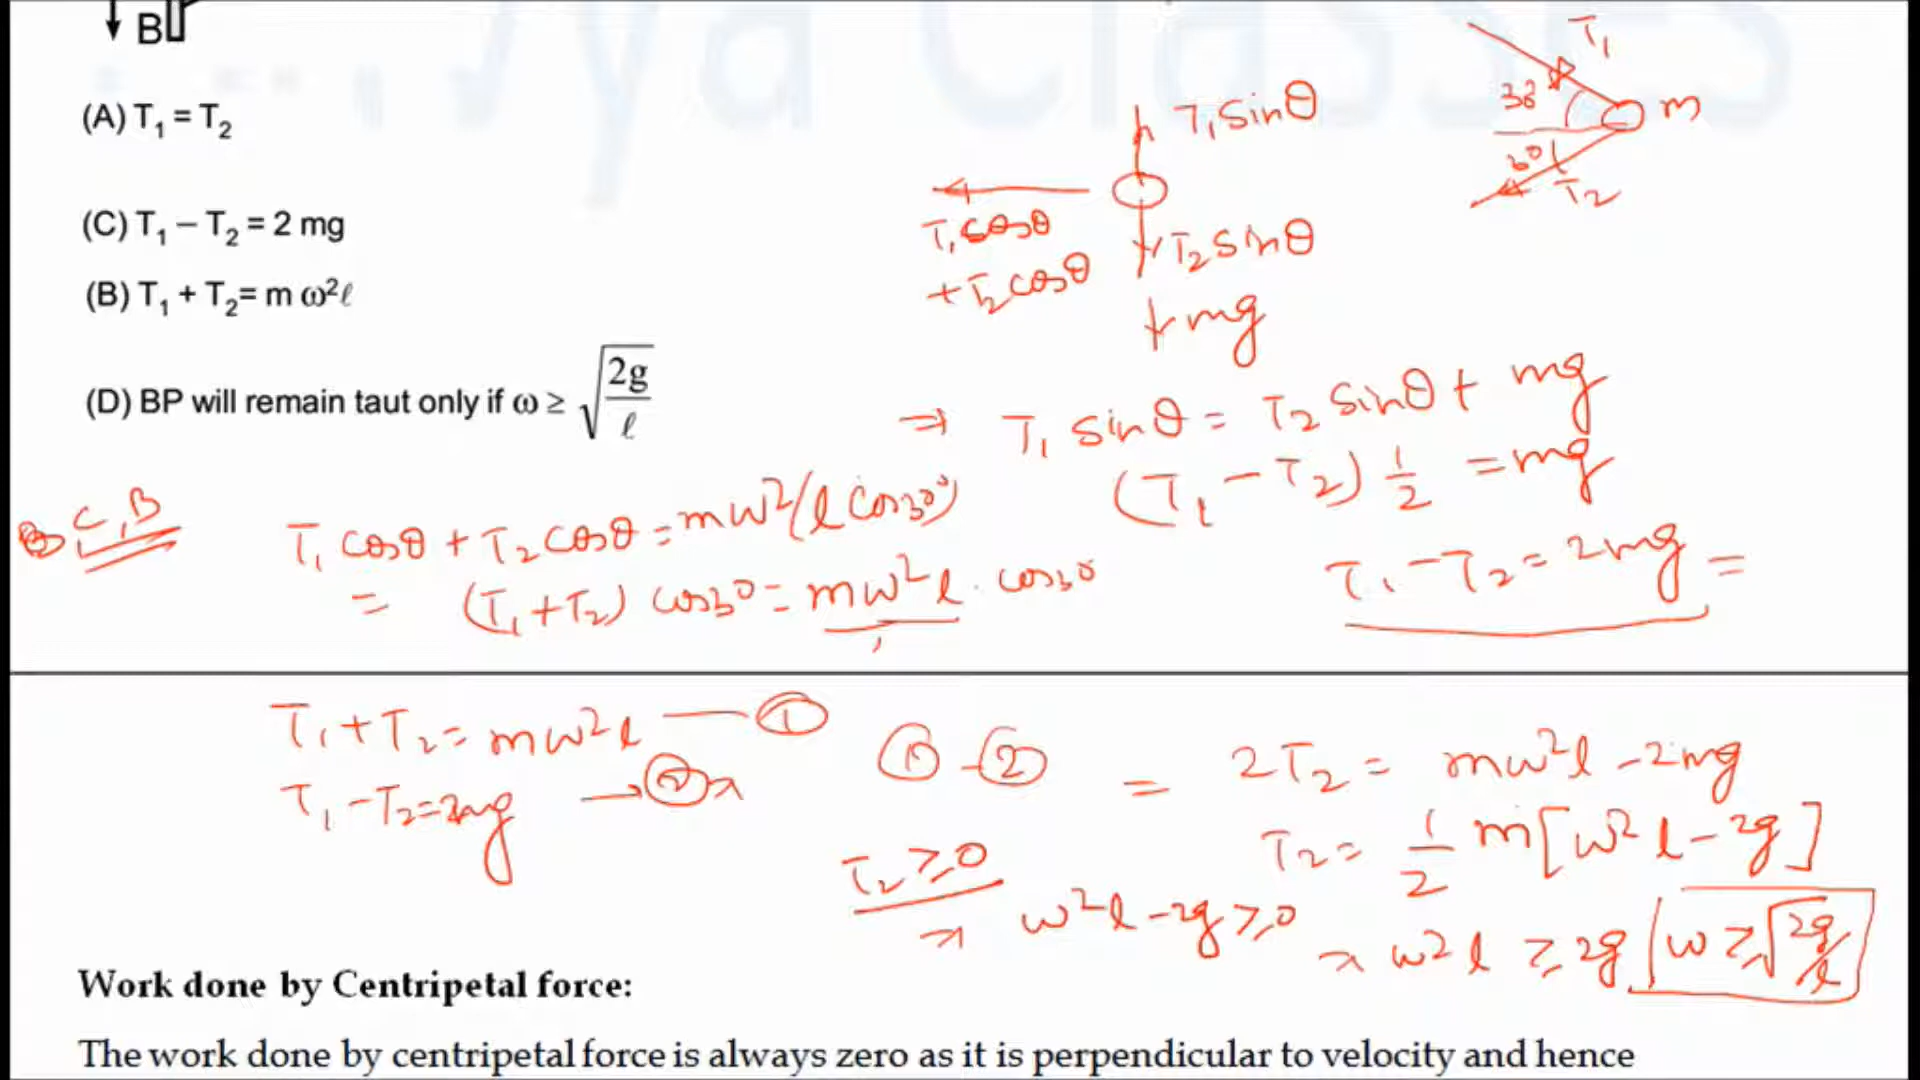 B
(A) T₁ = T₂
(C) T₁ – T₂ = 2 mg
(B) T₁ + T₂= m ω²ℓ
(D) BP will remain taut only if ω ≥ √(2g/ℓ)
T₁
30
m
30
T₂
T₁ sinθ
T₁ cosθ
+T₂ cosθ
T₂ sinθ
+ mg
⇒ T₁ sinθ = T₂ sinθ + mg
(T₁ – T₂) 1/2 = mg
T₁ – T₂ = 2mg =
C, B
T₁ cosθ + T₂ cosθ = mω²(l cos30°)
= (T₁+T₂) cos30 = mω²l . cos30
T₁+T₂ = mω²l — ①
T₁–T₂=2mg → ②
① – ② = 2T₂ = mω²l – 2mg
T₂ = 1/2 m[ω²l – 2g]
T₂ ≥ 0
ω²l – 2g ≥ 0
ω²l ≥ 2g
ω ≥ √(2g/l)
Work done by Centripetal force:
The work done by centripetal force is always zero as it is perpendicular to velocity and hence